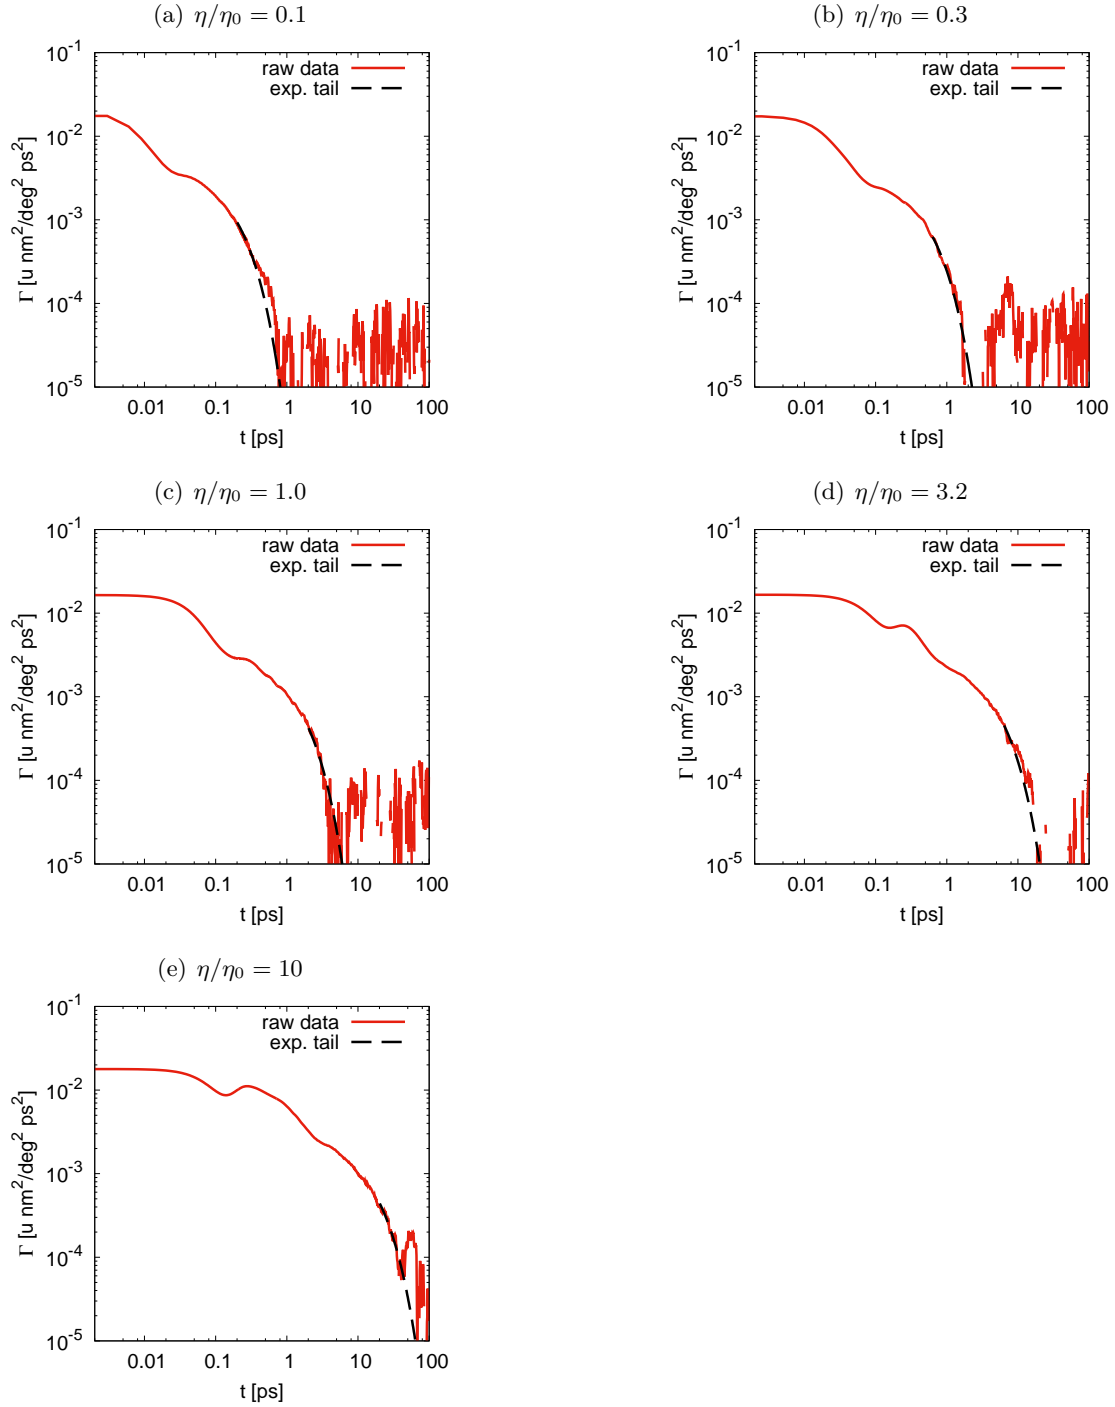 (a) η/η₀ = 0.1
10⁻¹
10⁻²
10⁻³
10⁻⁴
10⁻⁵
Γ [u nm²/deg² ps²]
raw data
exp. tail
0.01 0.1 1 10 100
t [ps]
(b) η/η₀ = 0.3
10⁻¹
10⁻²
10⁻³
10⁻⁴
10⁻⁵
Γ [u nm²/deg² ps²]
raw data
exp. tail
0.01 0.1 1 10 100
t [ps]
(c) η/η₀ = 1.0
10⁻¹
10⁻²
10⁻³
10⁻⁴
10⁻⁵
Γ [u nm²/deg² ps²]
raw data
exp. tail
0.01 0.1 1 10 100
t [ps]
(d) η/η₀ = 3.2
10⁻¹
10⁻²
10⁻³
10⁻⁴
10⁻⁵
Γ [u nm²/deg² ps²]
raw data
exp. tail
0.01 0.1 1 10 100
t [ps]
(e) η/η₀ = 10
10⁻¹
10⁻²
10⁻³
10⁻⁴
10⁻⁵
Γ [u nm²/deg² ps²]
raw data
exp. tail
0.01 0.1 1 10 100
t [ps]